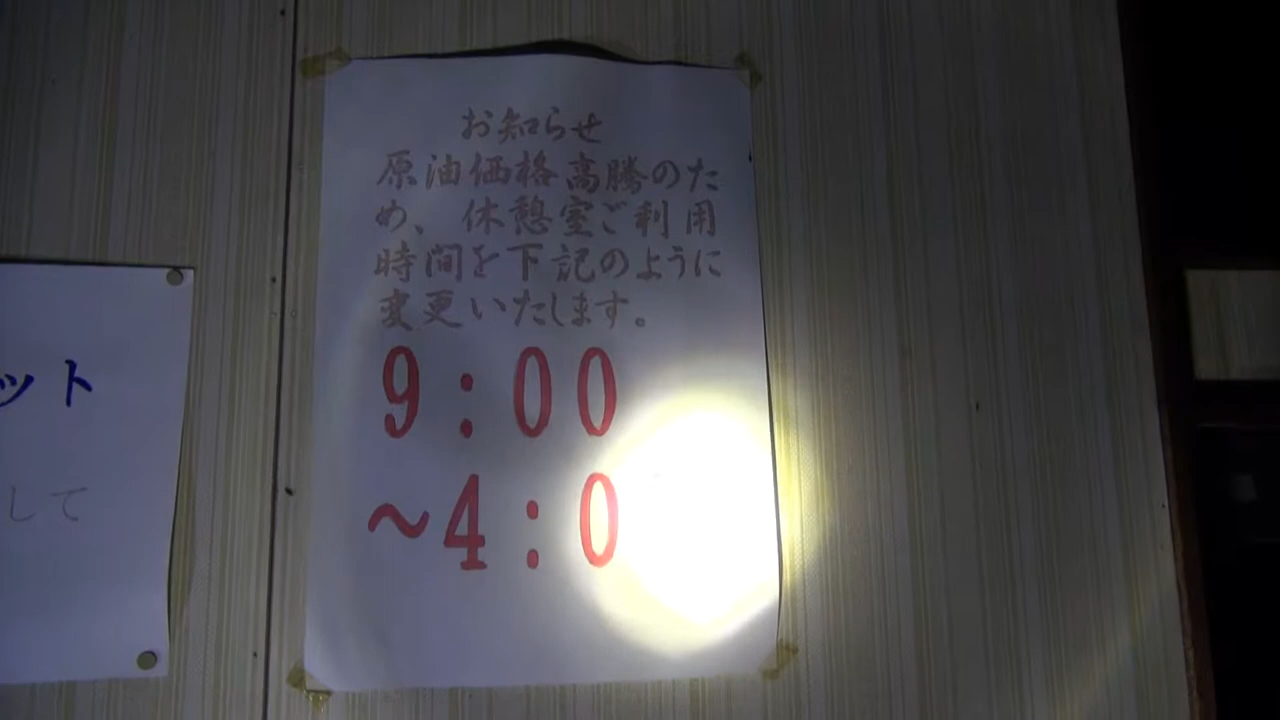 お知らせ
原油価格高騰のた
め、休憩室ご利用
時間を下記のように
変更いたします。
9:00
~4:0
ット
して